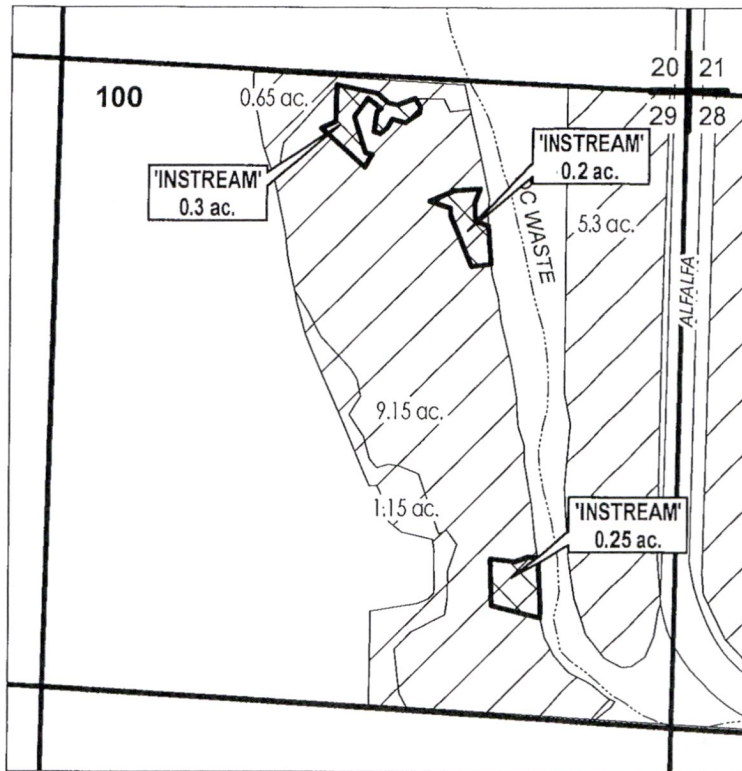 20 21
29 28
100
0.65 ac.
'INSTREAM'
0.3 ac.
'INSTREAM'
0.2 ac.
WASTE
5.3 ac.
ALFALFA
9.15 ac.
1.15 ac.
'INSTREAM'
0.25 ac.